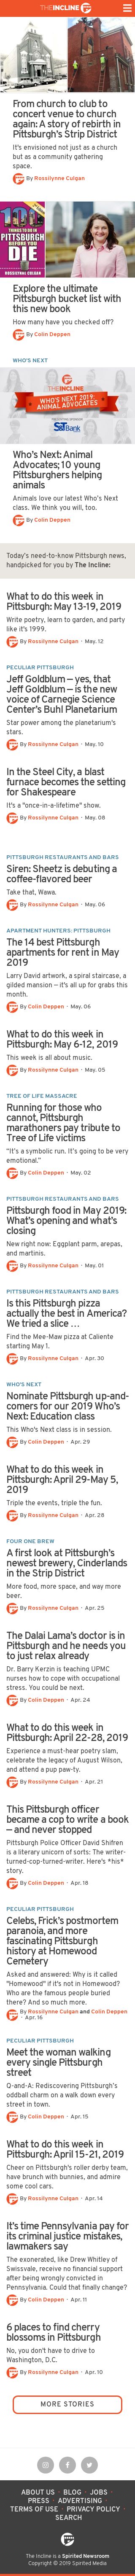 THE INCLINE
From church to club to
concert venue to church
again: A story of rebirth in
Pittsburgh's Strip District
It's envisioned not just as a church
but as a community gathering
space.
By Rossilynne Culgan
100
THINGS TO DO IN
PITTSBURGH
BEFORE YOU
DIE
Explore the ultimate
Pittsburgh bucket list with
this new book
How many have you checked off?
By Colin Deppen
WHO'S NEXT
THE INCLINE
WHO'S NEXT 2019:
ANIMAL ADVOCATES
S&T Bank
Who's Next: Animal
Advocates; 10 young
Pittsburghers helping
animals
Animals love our latest Who's Next
class. We think you will, too.
By Colin Deppen
Today's need-to-know Pittsburgh news,
handpicked for you by The Incline:
What to do this week in
Pittsburgh: May 13-19, 2019
Write poetry, learn to garden, and party
like it's 1999.
By Rossilynne Culgan · May. 12
PECULIAR PITTSBURGH
Jeff Goldblum — yes, that
Jeff Goldblum — is the new
voice of Carnegie Science
Center's Buhl Planetarium
Star power among the planetarium's
stars.
By Rossilynne Culgan · May. 10
In the Steel City, a blast
furnace becomes the setting
for Shakespeare
It's a "once-in-a-lifetime" show.
By Rossilynne Culgan · May. 08
PITTSBURGH RESTAURANTS AND BARS
Siren: Sheetz is debuting a
coffee-flavored beer
Take that, Wawa.
By Rossilynne Culgan · May. 06
APARTMENT HUNTERS: PITTSBURGH
The 14 best Pittsburgh
apartments for rent in May
2019
Larry David artwork, a spiral staircase, a
aded mansion — it's all up for grabs this
month.
By Colin Deppen · May. 06
What to do this week in
Pittsburgh: May 6-12, 2019
This week is all about music.
By Rossilynne Culgan · May. 05
TREE OF LIFE MASSACRE
Running for those who
cannot, Pittsburgh
marathoners pay tribute to
Tree of Life victims
"It's a symbolic run. It's going to be very
emotional."
By Colin Deppen · May. 02
PITTSBURGH RESTAURANTS AND BARS
Pittsburgh food in May 2019:
What's opening and what's
closing
New right now: Eggplant parm, arepas,
and martinis.
By Rossilynne Culgan · May. 01
PITTSBURGH RESTAURANTS AND BARS
Is this Pittsburgh pizza
actually the best in America?
We tried a slice …
Find the Mee-Maw pizza at Caliente
starting May 1.
By Rossilynne Culgan · Apr. 30
WHO'S NEXT
Nominate Pittsburgh up-and-
comers for our 2019 Who's
Next: Education class
This Who's Next class is in session.
By Colin Deppen · Apr. 29
What to do this week in
Pittsburgh: April 29-May 5,
2019
Triple the events, triple the fun.
By Rossilynne Culgan · Apr. 28
FOUR ONE BREW
A first look at Pittsburgh's
newest brewery, Cinderlands
in the Strip District
More food, more space, and way more
beer.
By Rossilynne Culgan · Apr. 25
The Dalai Lama's doctor is in
Pittsburgh and he needs you
to just relax already
Dr. Barry Kerzin is teaching UPMC
nurses how to cope with occupational
stress. You could be next.
By Colin Deppen · Apr. 24
What to do this week in
Pittsburgh: April 22-28, 2019
Experience a must-hear poetry slam,
celebrate the legacy of August Wilson,
and attend a pup paw-ty.
By Rossilynne Culgan · Apr. 21
This Pittsburgh officer
became a cop to write a book
— and never stopped
Pittsburgh Police Officer David Shifren
is a literary unicorn of sorts: The writer-
turned-cop-turned-writer. Here's *his*
story.
By Colin Deppen · Apr. 18
PECULIAR PITTSBURGH
Celebs, Frick's postmortem
paranoia, and more
fascinating Pittsburgh
history at Homewood
Cemetery
Asked and answered: Why is it called
"Homewood" if it's not in Homewood?
Who are the famous people buried
there? And so much more.
By Rossilynne Culgan and Colin Deppen
· Apr. 16
PECULIAR PITTSBURGH
Meet the woman walking
every single Pittsburgh
street
Q-and-A: Rediscovering Pittsburgh's
oddball charm on a walk down every
street in town.
By Colin Deppen · Apr. 15
What to do this week in
Pittsburgh: April 15-21, 2019
Cheer on Pittsburgh's roller derby team,
have brunch with bunnies, and admire
some cool cars.
By Rossilynne Culgan · Apr. 14
It's time Pennsylvania pay for
its criminal justice mistakes,
lawmakers say
The exonerated, like Drew Whitley of
Swissvale, receive no financial support
after being wrongly convicted in
Pennsylvania. Could that finally change?
By Colin Deppen · Apr. 11
6 places to find cherry
blossoms in Pittsburgh
No, you don't have to drive to
Washington, D.C.
By Rossilynne Culgan · Apr. 10
MORE STORIES
ABOUT US · BLOG · JOBS
PRESS · ADVERTISING
TERMS OF USE · PRIVACY POLICY
SEARCH
The Incline is a Spirited Newsroom
Copyright © 2019 Spirited Media